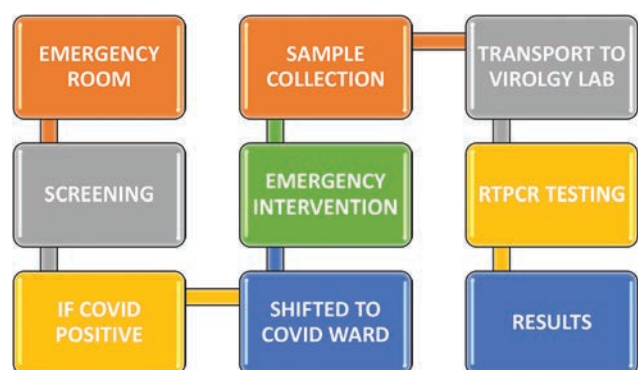 EMERGENCY
ROOM
SCREENING
IF COVID
POSITIVE
SHIFTED TO
COVID WARD
EMERGENCY
INTERVENTION
SAMPLE
COLLECTION
TRANSPORT TO
VIROLGY LAB
RTPCR TESTING
RESULTS